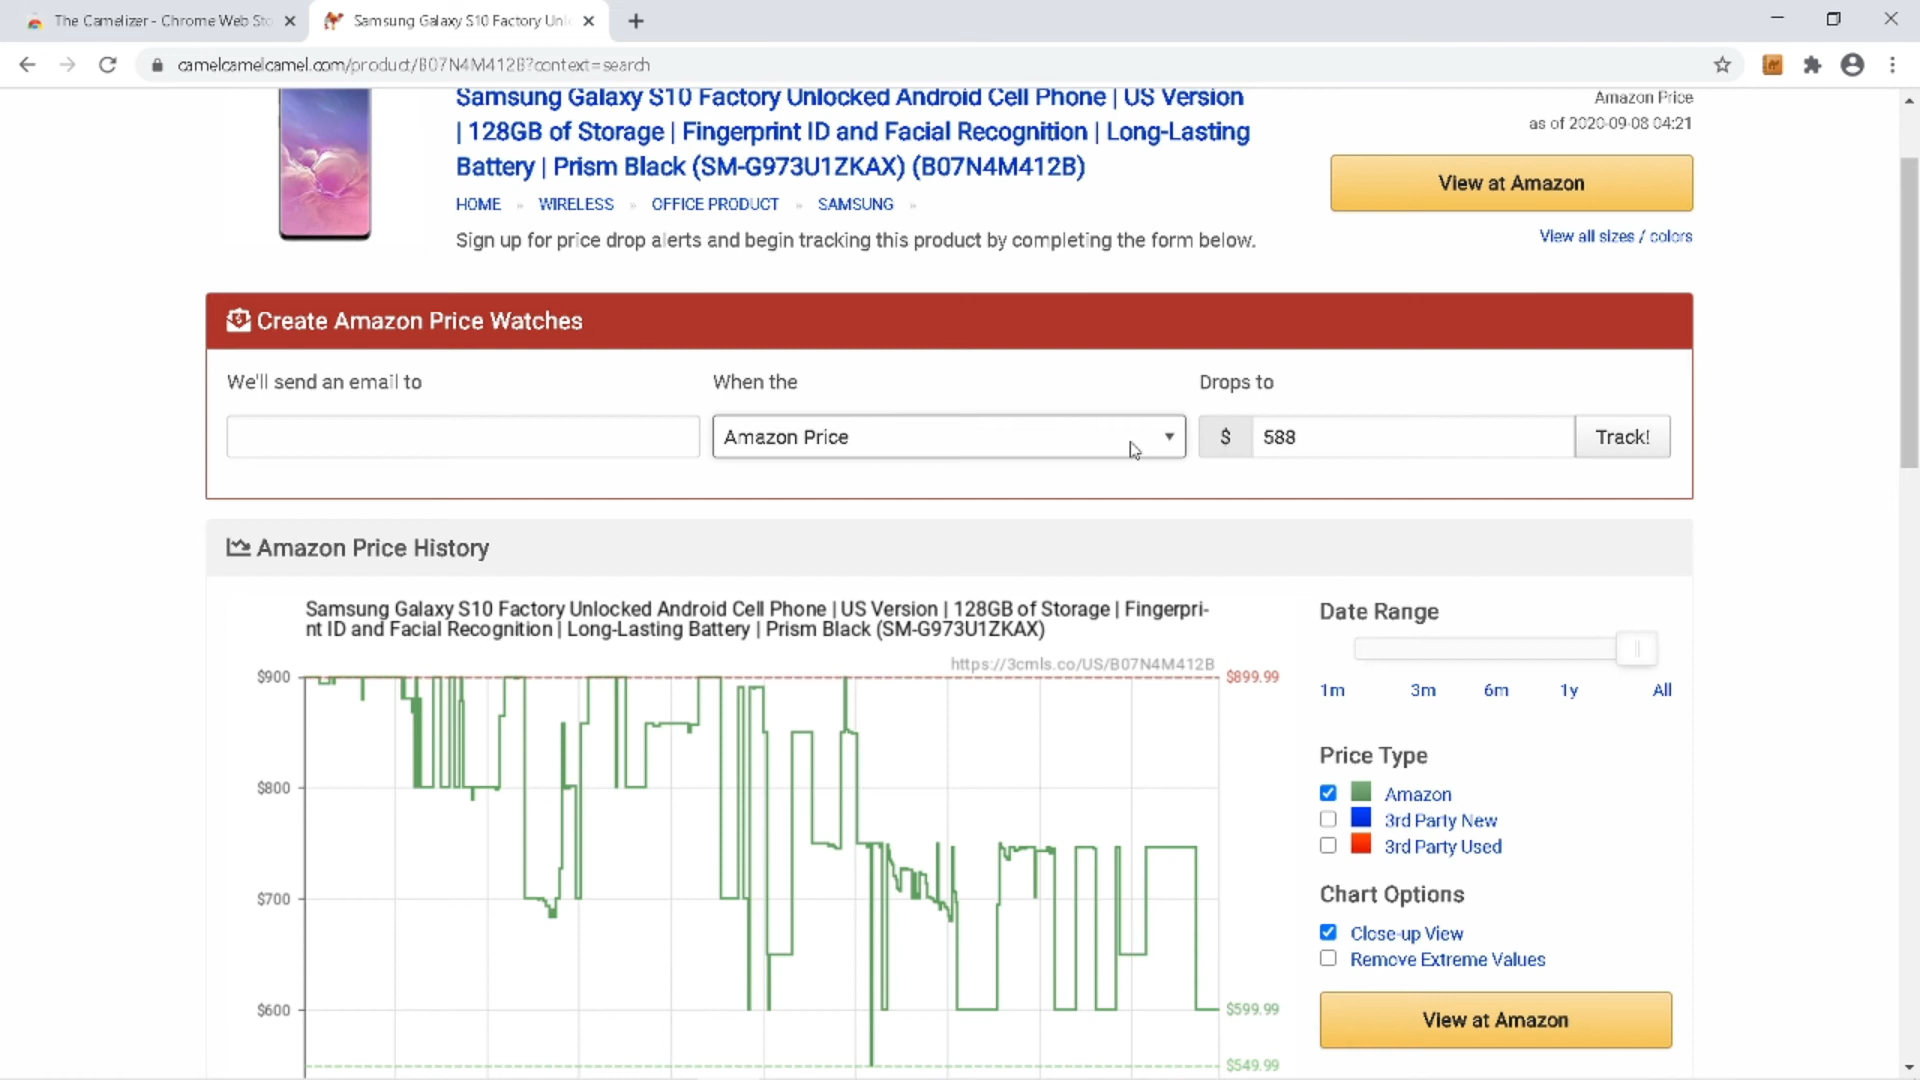 The Camelizer - Chrome Web Sto
Samsung Galaxy S10 Factory Unl
camelcamelcamel.com/product/B07N4M412B?context=search
Samsung Galaxy S10 Factory Unlocked Android Cell Phone | US Version
| 128GB of Storage | Fingerprint ID and Facial Recognition | Long-Lasting
Battery | Prism Black (SM-G973U1ZKAX) (B07N4M412B)
HOME » WIRELESS » OFFICE PRODUCT » SAMSUNG »
Sign up for price drop alerts and begin tracking this product by completing the form below.
Amazon Price
as of 2020-09-08 04:21
View at Amazon
View all sizes / colors
Create Amazon Price Watches
We'll send an email to
When the
Drops to
Amazon Price
$ 588
Track!
Amazon Price History
Samsung Galaxy S10 Factory Unlocked Android Cell Phone | US Version | 128GB of Storage | Fingerpri-
nt ID and Facial Recognition | Long-Lasting Battery | Prism Black (SM-G973U1ZKAX)
https://3cmls.co/US/B07N4M412B
$900
$800
$700
$600
$899.99
$599.99
$549.99
Date Range
1m 3m 6m 1y All
Price Type
Amazon
3rd Party New
3rd Party Used
Chart Options
Close-up View
Remove Extreme Values
View at Amazon